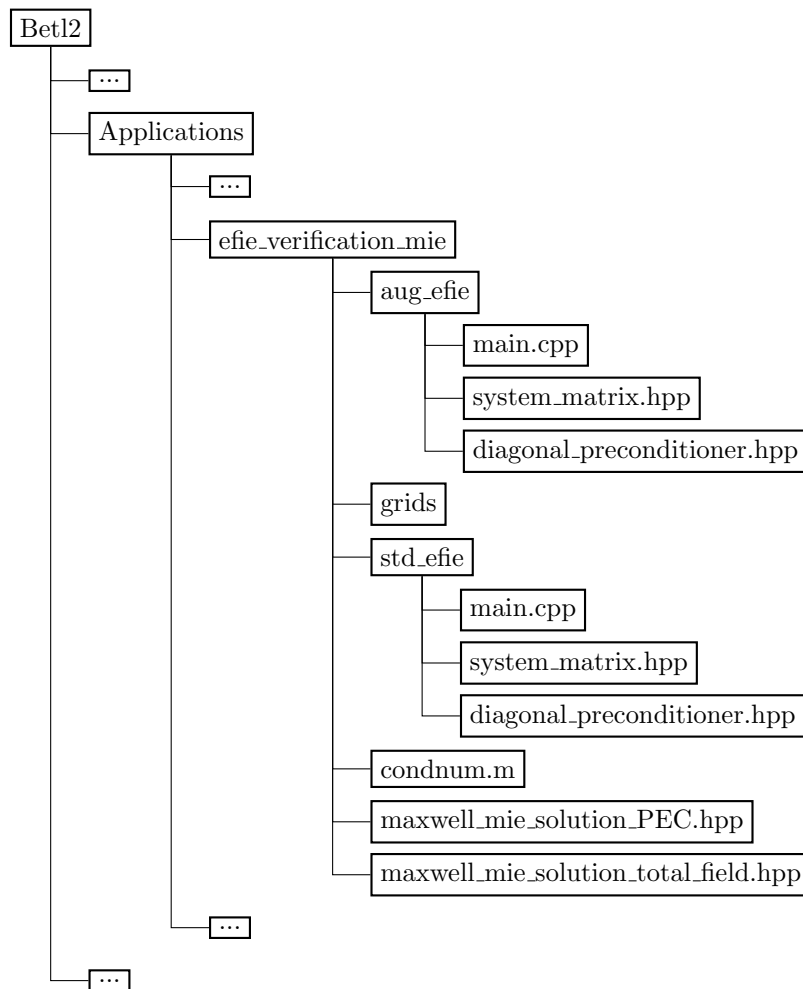 Betl2
...
Applications
...
efie_verification_mie
aug_efie
main.cpp
system_matrix.hpp
diagonal_preconditioner.hpp
grids
std_efie
main.cpp
system_matrix.hpp
diagonal_preconditioner.hpp
condnum.m
maxwell_mie_solution_PEC.hpp
maxwell_mie_solution_total_field.hpp
...
...